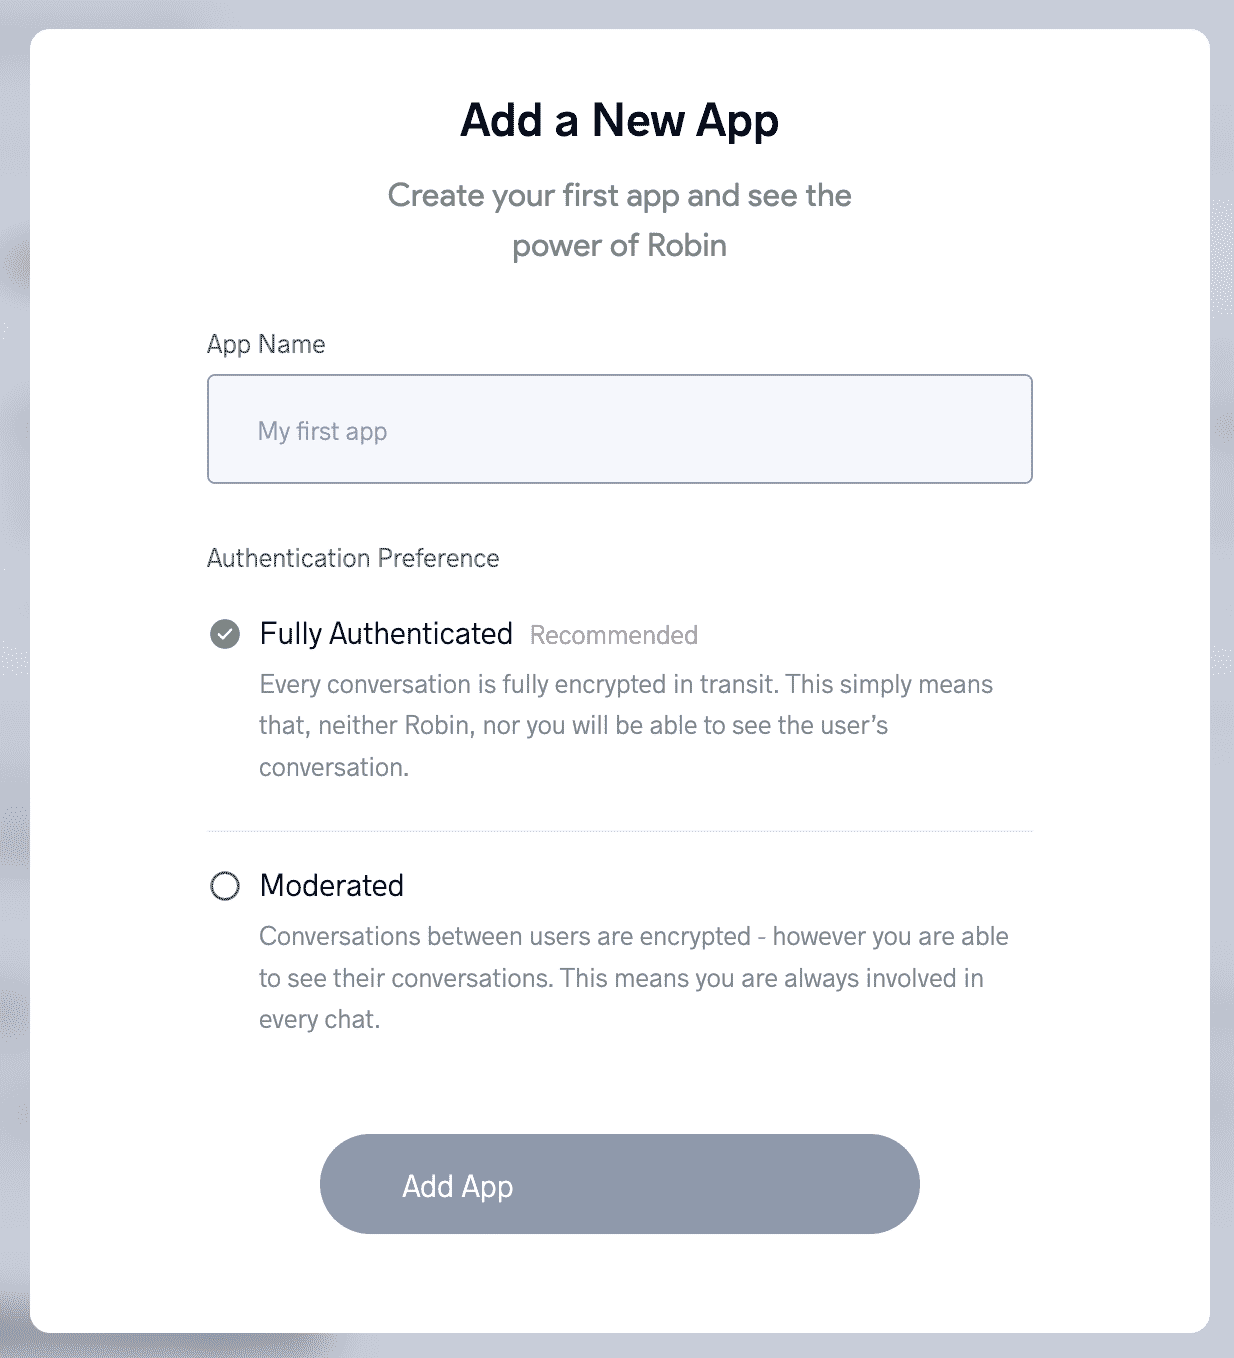 Add a New App
Create your first app and see the
power of Robin
App Name
My first app
Authentication Preference
Fully Authenticated Recommended
Every conversation is fully encrypted in transit. This simply means
that, neither Robin, nor you will be able to see the user’s
conversation.
Moderated
Conversations between users are encrypted - however you are able
to see their conversations. This means you are always involved in
every chat.
Add App